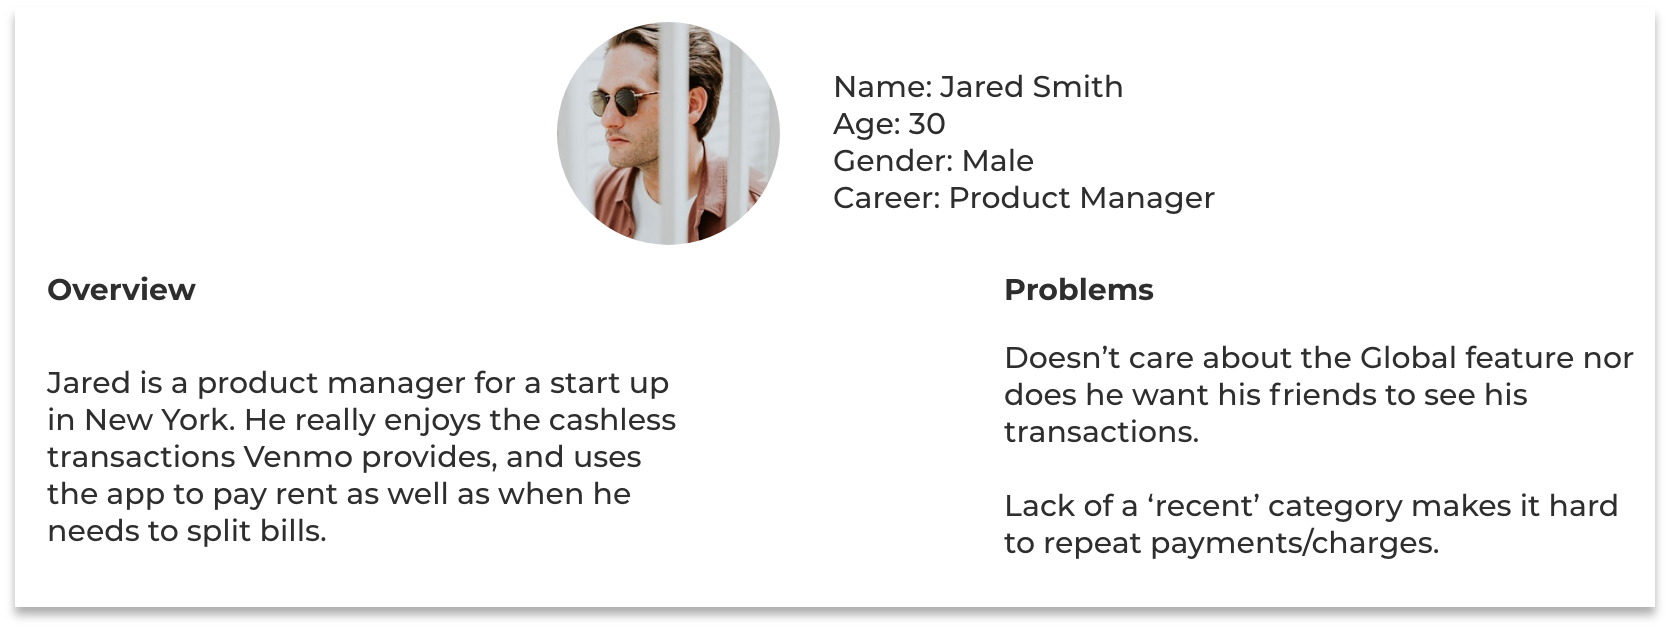 Name: Jared Smith
Age: 30
Gender: Male
Career: Product Manager
Overview
Jared is a product manager for a start up
in New York. He really enjoys the cashless
transactions Venmo provides, and uses
the app to pay rent as well as when he
needs to split bills.
Problems
Doesn’t care about the Global feature nor
does he want his friends to see his
transactions.
Lack of a ‘recent’ category makes it hard
to repeat payments/charges.